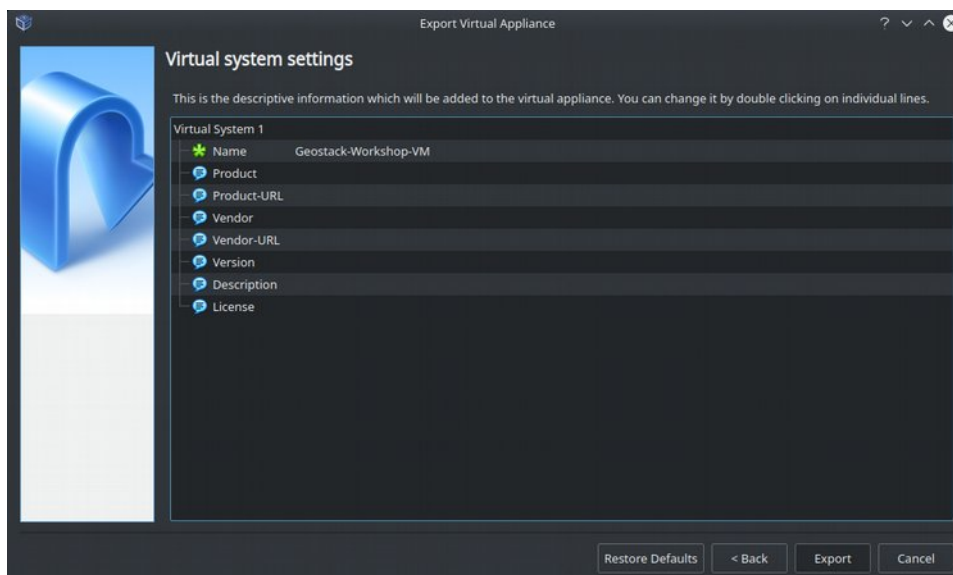 Export Virtual Appliance
?
Virtual system settings
This is the descriptive information which will be added to the virtual appliance. You can change it by double clicking on individual lines.
Virtual System 1
Name Geostack-Workshop-VM
Product
Product-URL
Vendor
Vendor-URL
Version
Description
License
Restore Defaults < Back Export Cancel